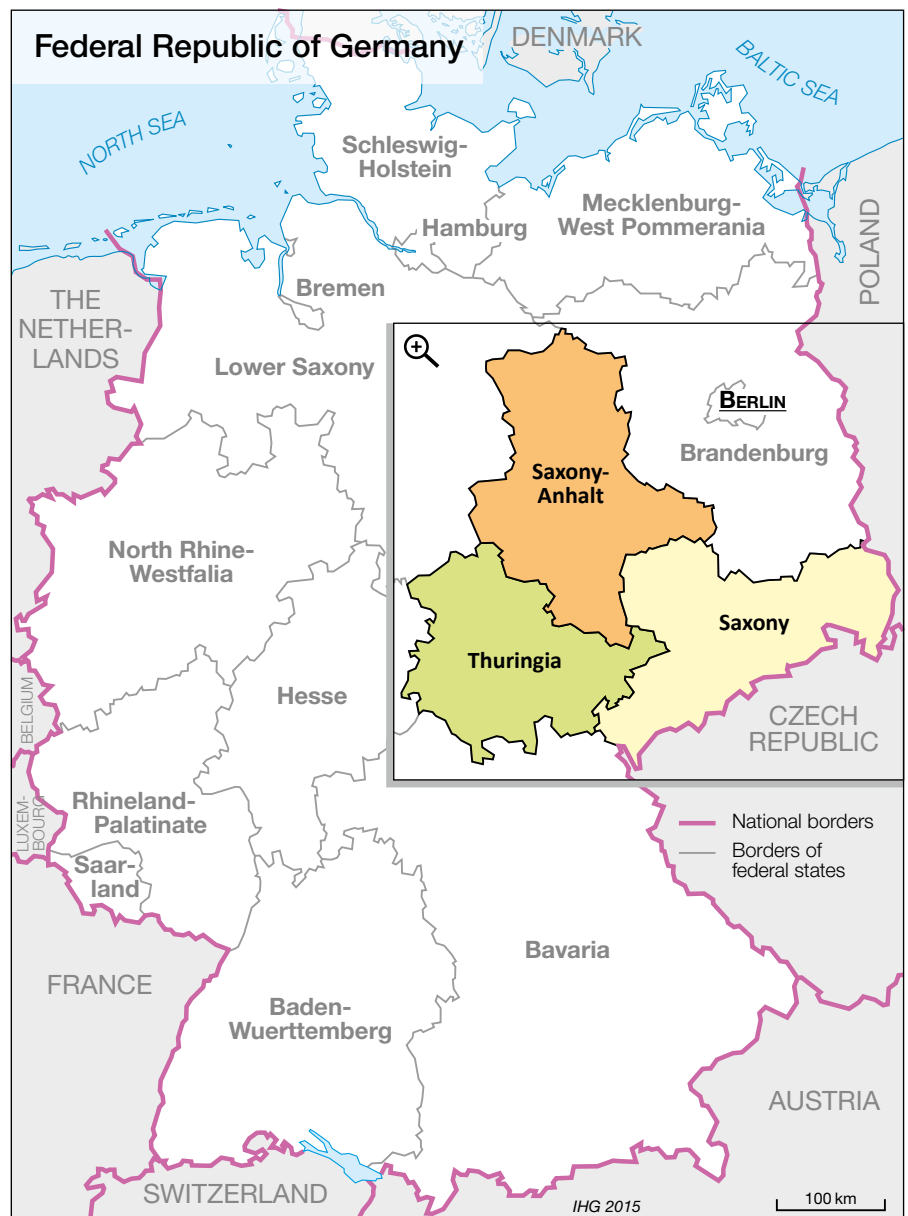 Federal Republic of Germany
DENMARK
BALTIC SEA
NORTH SEA
Schleswig-
Holstein
Mecklenburg-
West Pommerania
Hamburg
POLAND
Bremen
THE
NETHER-
LANDS
Lower Saxony
BERLIN
Brandenburg
Saxony-
Anhalt
North Rhine-
Westfalia
Saxony
Thuringia
Hesse
BELGIUM
CZECH
REPUBLIC
LUXEM-
BOURG
Rhineland-
Palatinate
National borders
Borders of
federal states
Saar-
land
Bavaria
FRANCE
Baden-
Wuerttemberg
AUSTRIA
SWITZERLAND
IHG 2015
100 km